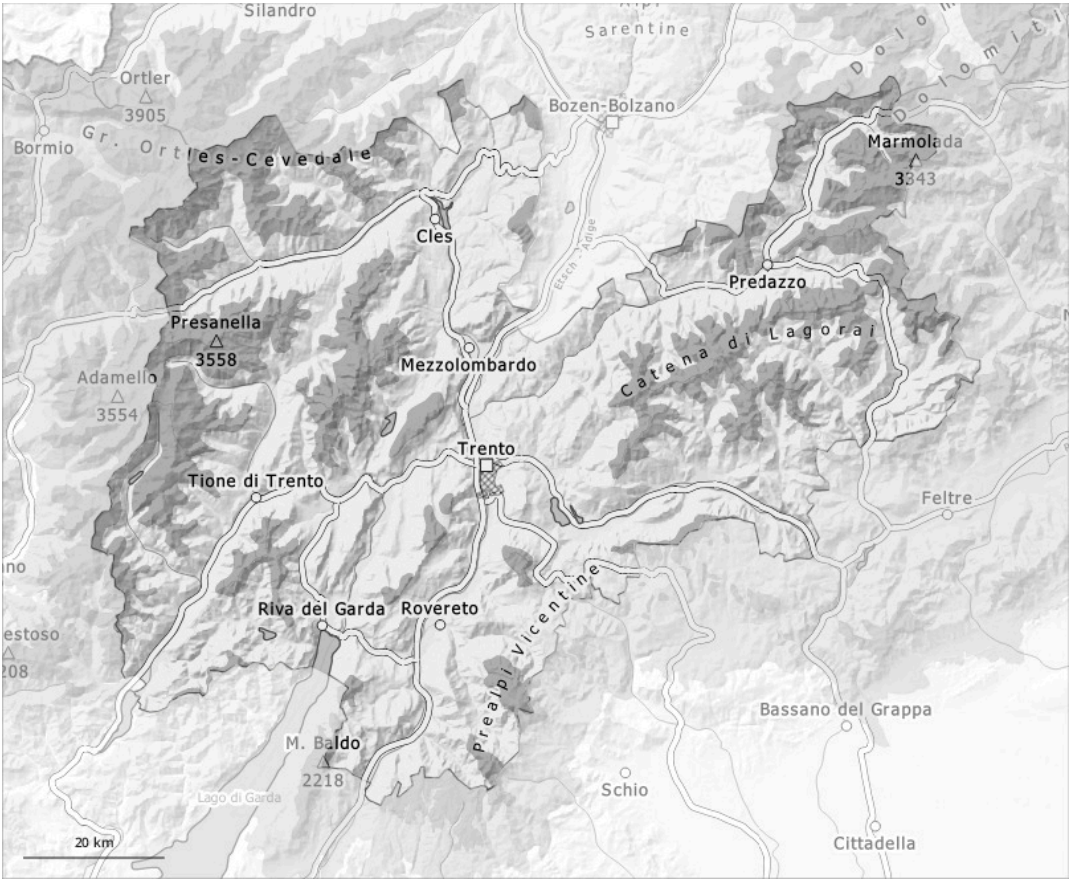 Silandro
Sarentine
Dolomiti
Ortler
3905
Bozen-Bolzano
Bormio
Gr. Ortles-Cevedale
Marmolada
3343
Cles
Etsch - Adige
Predazzo
Presanella
3558
Catena di Lagorai
Mezzolombardo
Adamello
3554
Trento
Tione di Trento
Feltre
Riva del Garda
Rovereto
Prealpi Vicentine
Bassano del Grappa
M. Baldo
2218
Lago di Garda
Schio
20 km
Cittadella